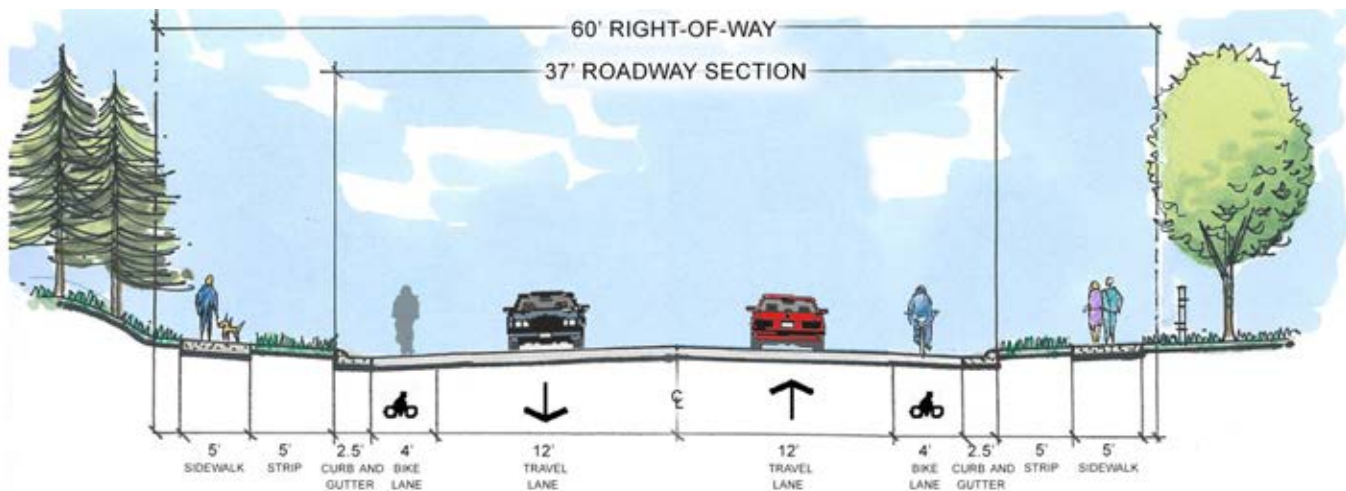 60' RIGHT-OF-WAY
37' ROADWAY SECTION
℄
5' 5' 2.5' 4' 12' 12' 4' 2.5' 5' 5'
SIDEWALK STRIP CURB AND BIKE TRAVEL TRAVEL BIKE CURB AND STRIP SIDEWALK
GUTTER LANE LANE LANE LANE GUTTER